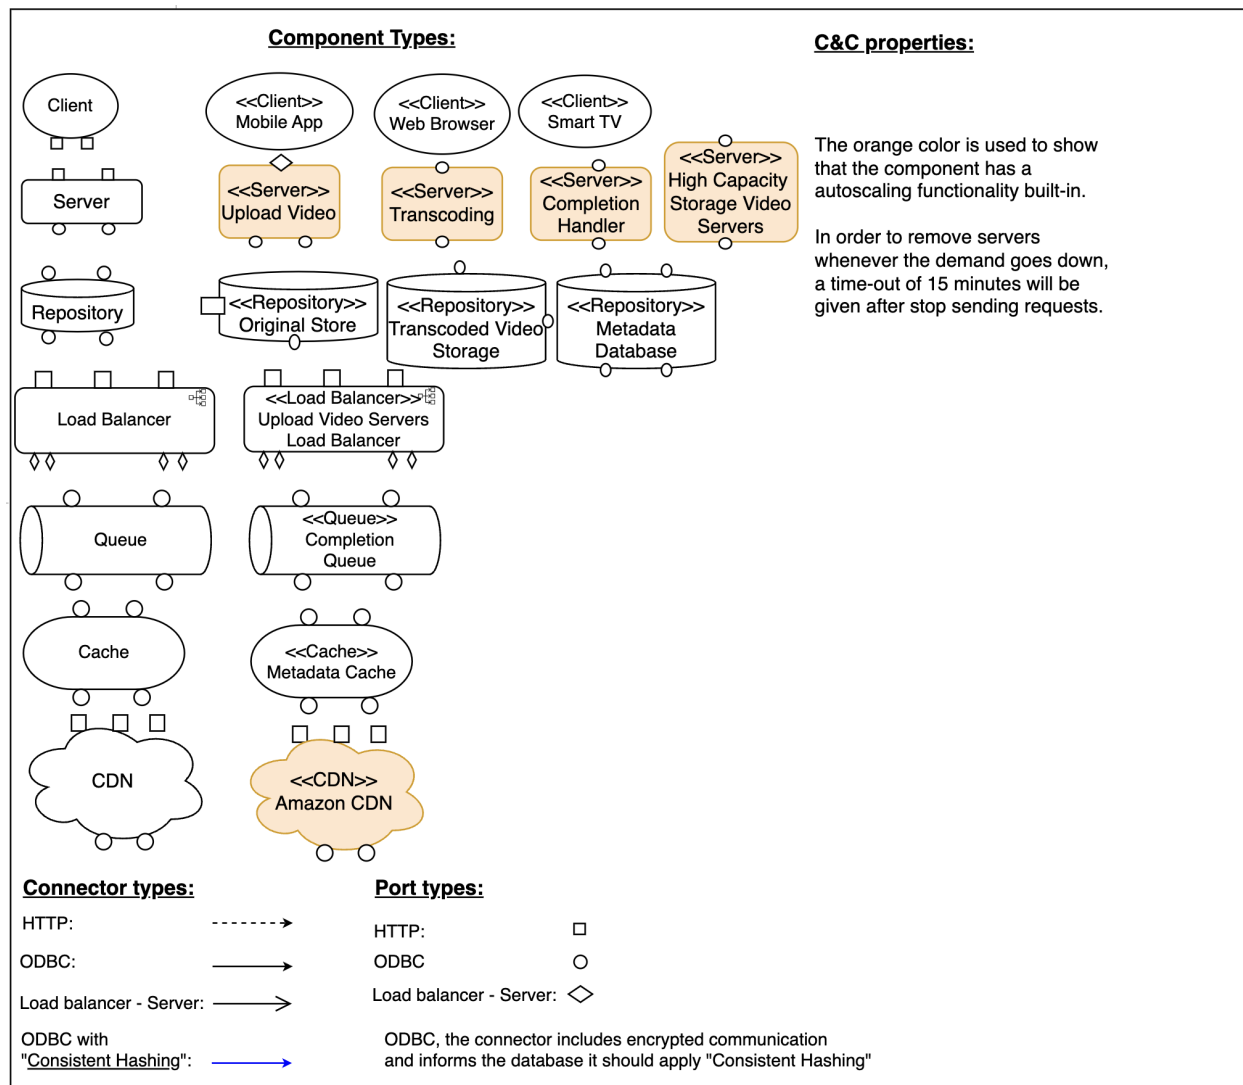 Component Types:
C&C properties:
Client
<<Client>>
Mobile App
<<Client>>
Web Browser
<<Client>>
Smart TV
Server
<<Server>>
Upload Video
<<Server>>
Transcoding
<<Server>>
Completion
Handler
<<Server>>
High Capacity
Storage Video
Servers
The orange color is used to show
that the component has a
autoscaling functionality built-in.
In order to remove servers
whenever the demand goes down,
a time-out of 15 minutes will be
given after stop sending requests.
Repository
<<Repository>>
Original Store
<<Repository>>
Transcoded Video
Storage
<<Repository>>
Metadata
Database
Load Balancer
<<Load Balancer>>
Upload Video Servers
Load Balancer
Queue
<<Queue>>
Completion
Queue
Cache
<<Cache>>
Metadata Cache
CDN
<<CDN>>
Amazon CDN
Connector types:
HTTP:
ODBC:
Load balancer - Server:
ODBC with
"Consistent Hashing":
Port types:
HTTP:
ODBC
Load balancer - Server:
ODBC, the connector includes encrypted communication
and informs the database it should apply "Consistent Hashing"